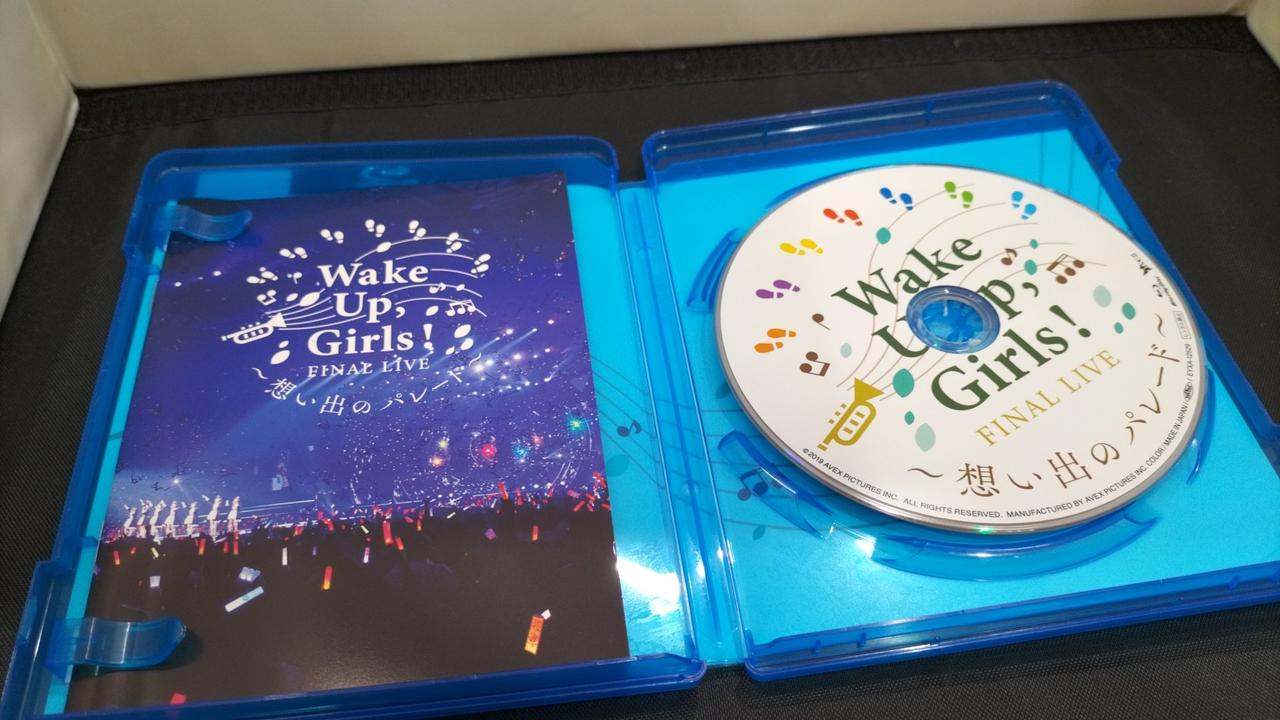 Wake
Up,
Girls!
FINAL LIVE
～想い出のパレード～
Wake
Up,
Girls!
FINAL LIVE
～想い出のパレード～
©2019 AVEX PICTURES INC. ALL RIGHTS RESERVED. MANUFACTURED BY AVEX PICTURES INC. COLOR / MADE IN JAPAN